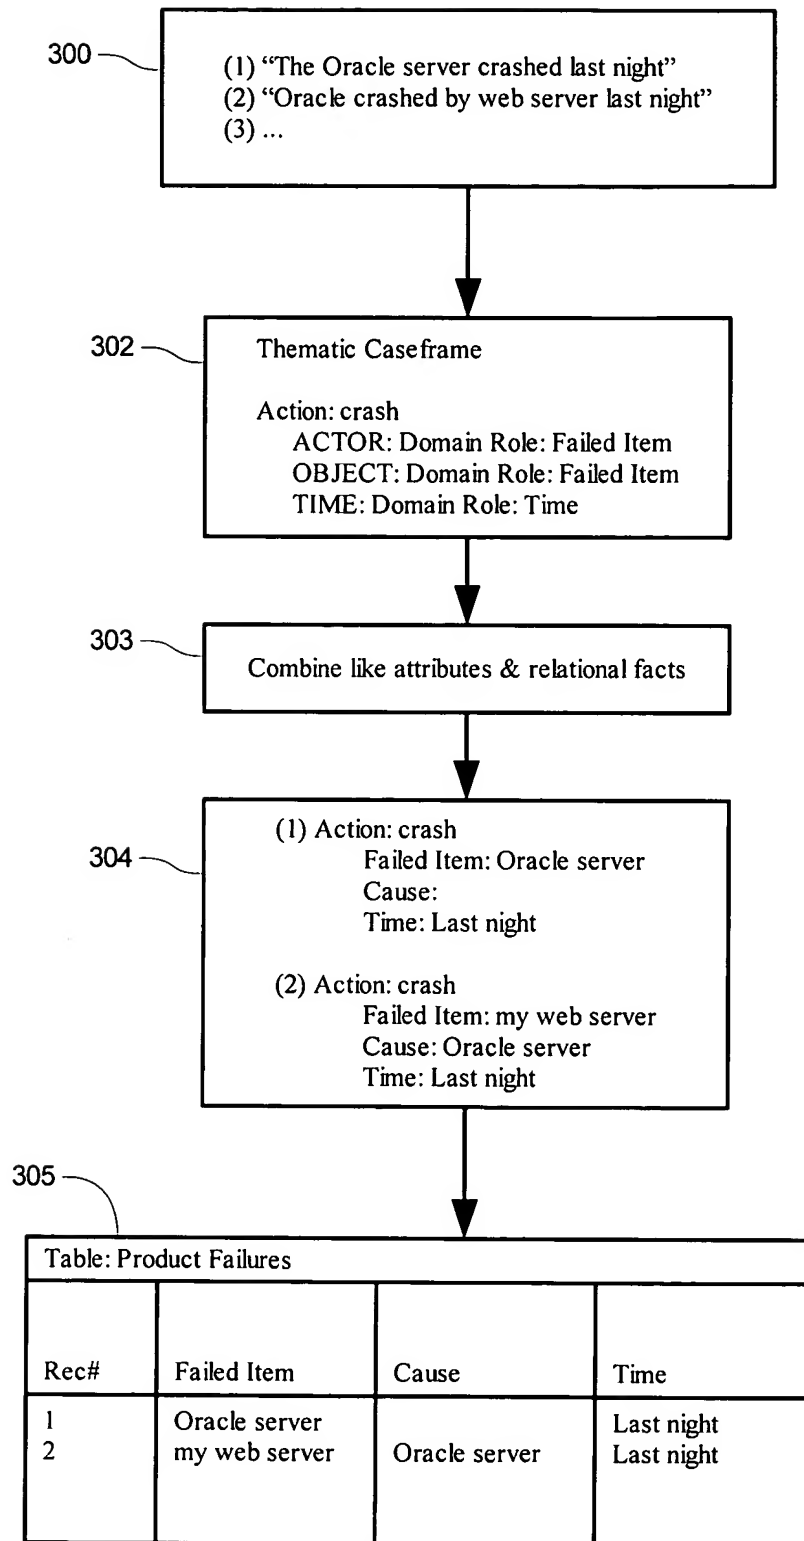 300
(1) “The Oracle server crashed last night”
(2) “Oracle crashed by web server last night”
(3) ...
302
Thematic Caseframe
Action: crash
ACTOR: Domain Role: Failed Item
OBJECT: Domain Role: Failed Item
TIME: Domain Role: Time
303
Combine like attributes & relational facts
304
(1) Action: crash
Failed Item: Oracle server
Cause:
Time: Last night
(2) Action: crash
Failed Item: my web server
Cause: Oracle server
Time: Last night
305
Table: Product Failures
Rec# Failed Item Cause Time
1 Oracle server Last night
2 my web server Oracle server Last night